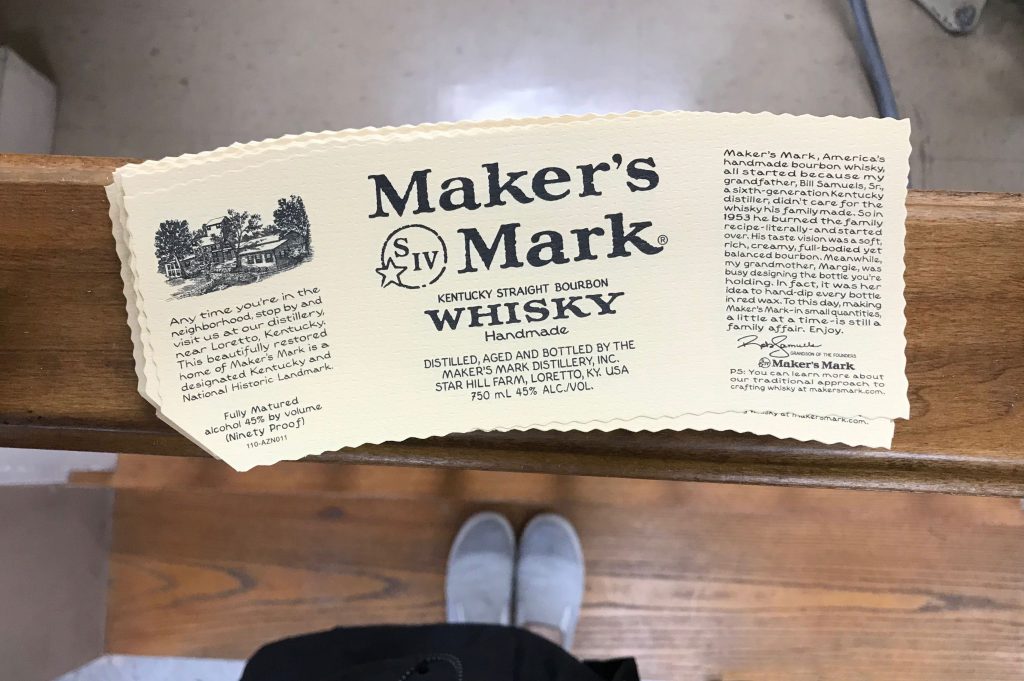 Any time you're in the
neighborhood, stop by and
visit us at our distillery,
near Loretto, Kentucky.
This beautifully restored
home of Maker's Mark is a
designated Kentucky and
National Historic Landmark.
Fully Matured
alcohol 45% by volume
(Ninety Proof)
110-AZN011
Maker's
Mark®
S IV
KENTUCKY STRAIGHT BOURBON
WHISKY
Handmade
DISTILLED, AGED AND BOTTLED BY THE
MAKER'S MARK DISTILLERY, INC.
STAR HILL FARM, LORETTO, KY. USA
750 mL 45% ALC./VOL.
Maker's Mark, America's
handmade bourbon whisky,
all started because my
grandfather, Bill Samuels, Sr.,
a sixth-generation Kentucky
distiller, didn't care for the
whisky his family made. So in
1953 he burned the family
recipe-literally-and started
over. His taste vision was a soft,
rich, creamy, full-bodied yet
balanced bourbon. Meanwhile,
my grandmother, Margie, was
busy designing the bottle you're
holding. In fact, it was her
idea to hand-dip every bottle
in red wax. To this day, making
Maker's Mark-in small quantities,
a little at a time-is still a
family affair. Enjoy.
Rob Samuels
GRANDSON OF THE FOUNDERS
SIV Maker's Mark
PS: You can learn more about
our traditional approach to
crafting whisky at makersmark.com.
whisky at makersmark.com.